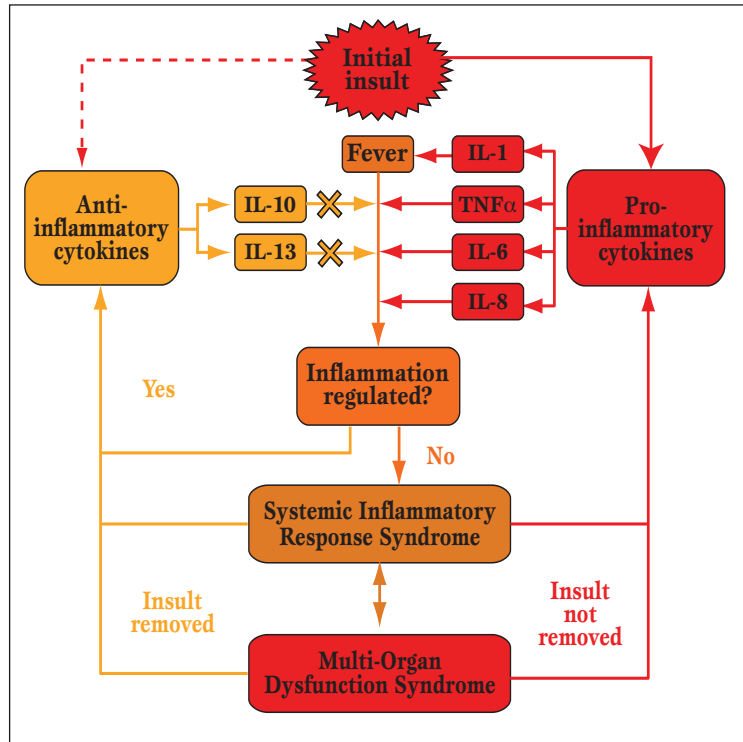 Initial
insult
Fever
IL-1
Anti-
inflammatory
cytokines
IL-10
TNFα
Pro-
inflammatory
cytokines
IL-13
IL-6
IL-8
Inflammation
regulated?
Yes
No
Systemic Inflammatory
Response Syndrome
Insult
removed
Insult
not
removed
Multi-Organ
Dysfunction Syndrome